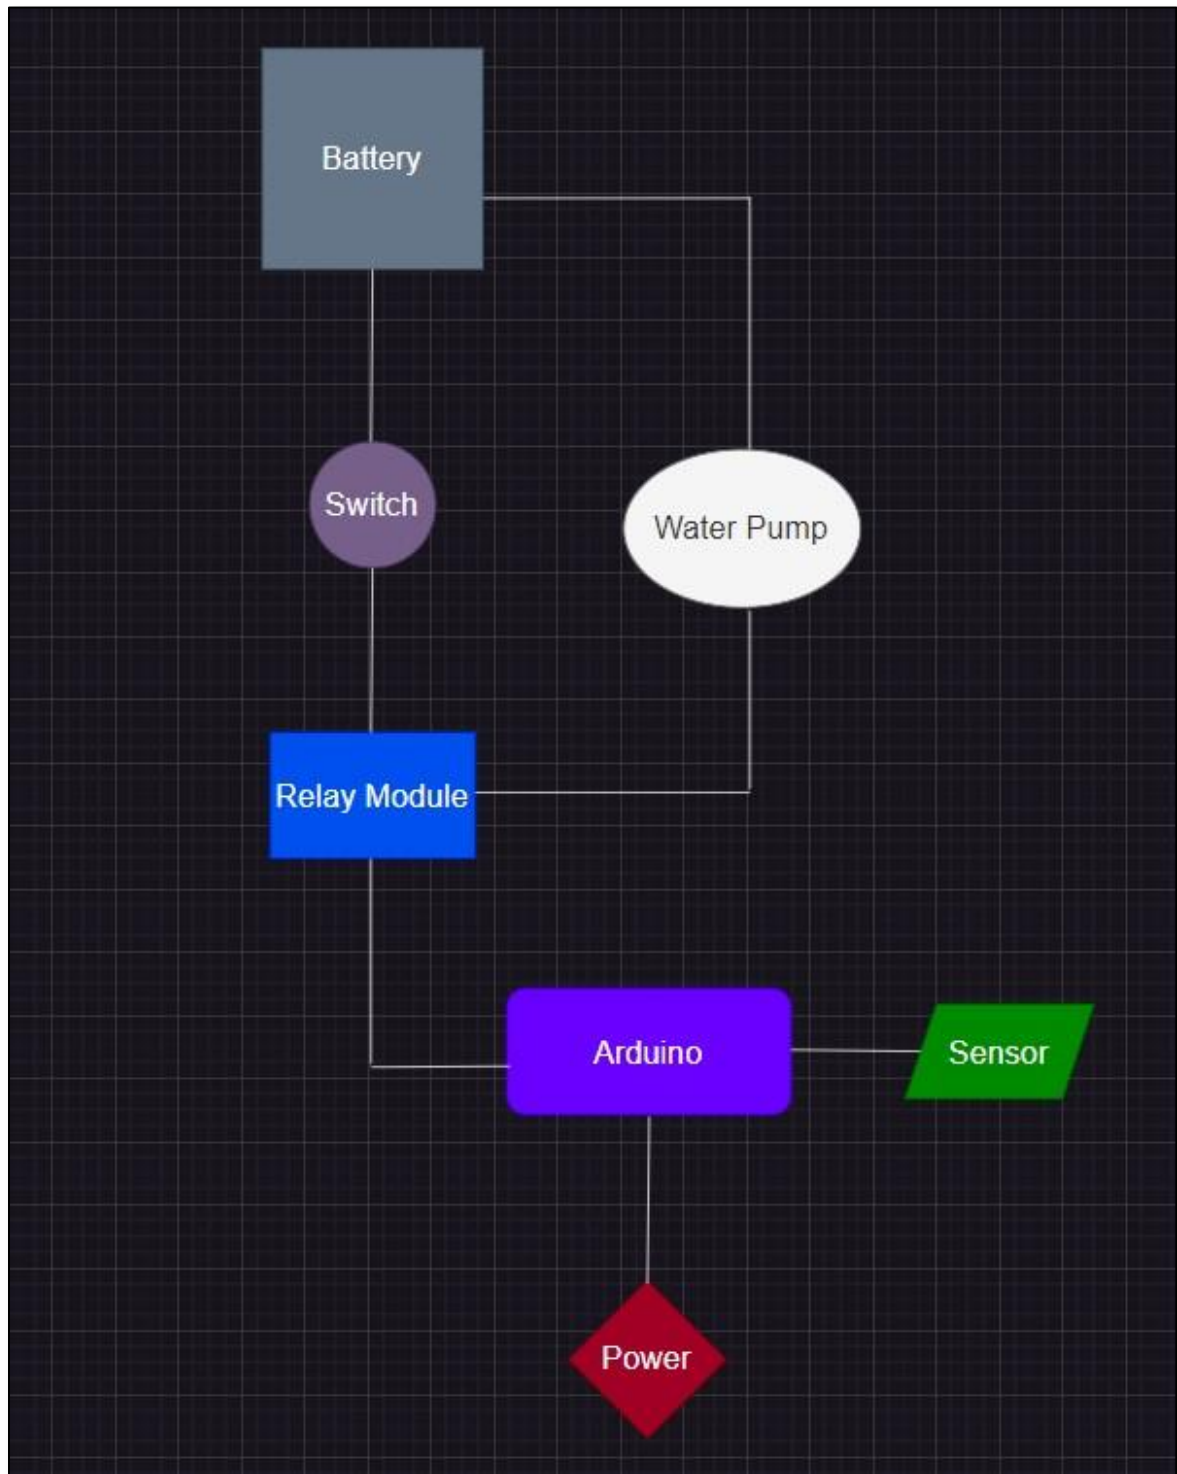 Battery
Switch
Water Pump
Relay Module
Arduino
Sensor
Power